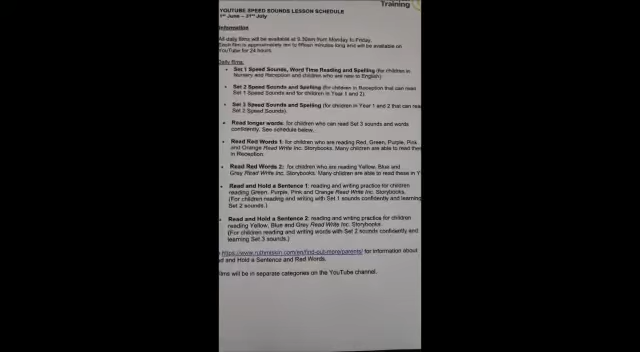 Training
YOUTUBE SPEED SOUNDS LESSON SCHEDULE
1st June – 31st July
Information
All daily films will be available at 9.30am from Monday to Friday.
Each film is approximately ten to fifteen minutes long and will be available on
YouTube for 24 hours.
Daily films:
• Set 1 Speed Sounds, Word Time Reading and Spelling (for children in
Nursery and Reception and children who are new to English)
• Set 2 Speed Sounds and Spelling (for children in Reception that can read
Set 1 Speed Sounds and for children in Year 1 and 2).
• Set 3 Speed Sounds and Spelling (for children in Year 1 and 2 that can rea
Set 2 Speed Sounds).
• Read longer words: for children who can read Set 3 sounds and words
confidently. See schedule below.
• Read Red Words 1: for children who are reading Red, Green, Purple, Pink
and Orange Read Write Inc. Storybooks. Many children are able to read thes
in Reception.
• Read Red Words 2: for children who are reading Yellow, Blue and
Grey Read Write Inc. Storybooks. Many children are able to read these in Y
• Read and Hold a Sentence 1: reading and writing practice for children
reading Green, Purple, Pink and Orange Read Write Inc. Storybooks.
(For children reading and writing with Set 1 sounds confidently and learning
Set 2 sounds.)
• Read and Hold a Sentence 2: reading and writing practice for children
reading Yellow, Blue and Grey Read Write Inc. Storybooks.
(For children reading and writing words with Set 2 sounds confidently and
learning Set 3 sounds.)
https://www.ruthmiskin.com/en/find-out-more/parents/ for information about
d and Hold a Sentence and Red Words.
films will be in separate categories on the YouTube channel.